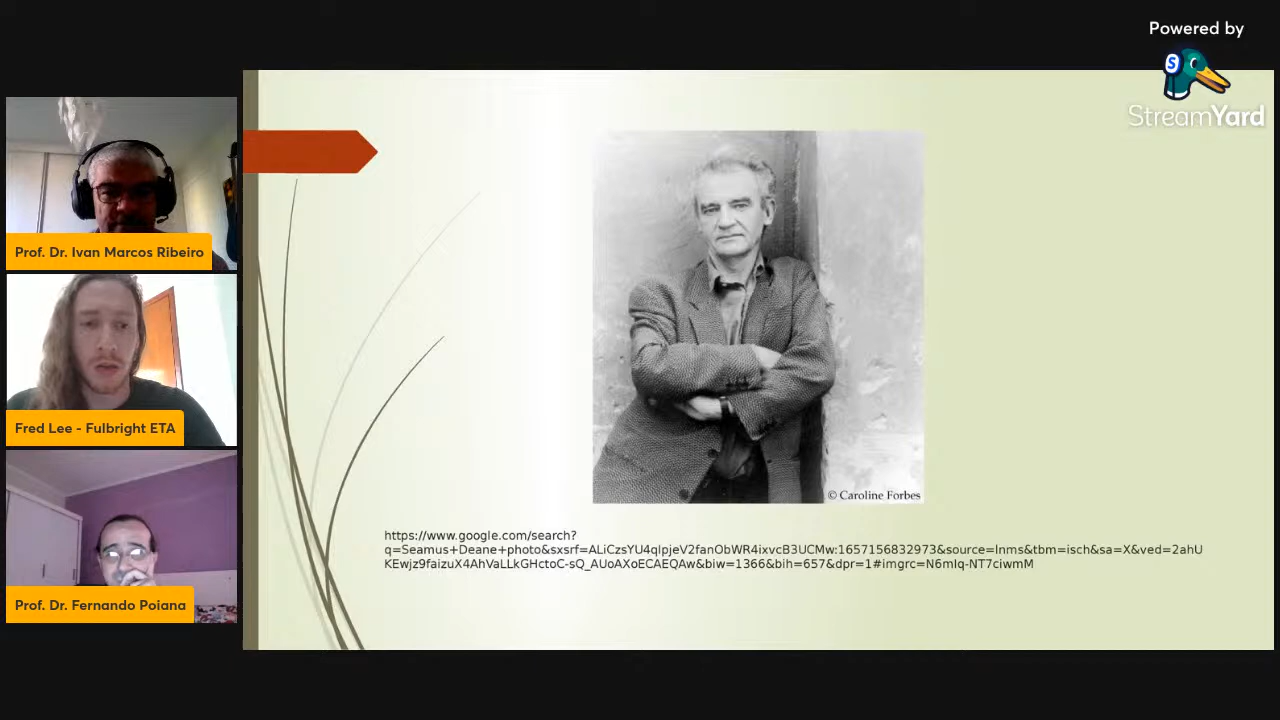 Powered by
S
StreamYard
Prof. Dr. Ivan Marcos Ribeiro
Fred Lee - Fulbright ETA
Prof. Dr. Fernando Poiana
© Caroline Forbes
https://www.google.com/search?
q=Seamus+Deane+photo&sxsrf=ALiCzsYU4qIpjeV2fanObWR4ixvcB3UCMw:1657156832973&source=lnms&tbm=isch&sa=X&ved=2ahU
KEwjz9faizuX4AhVaLLkGHctoC-sQ_AUoAXoECAEQAw&biw=1366&bih=657&dpr=1#imgrc=N6mIq-NT7ciwmM